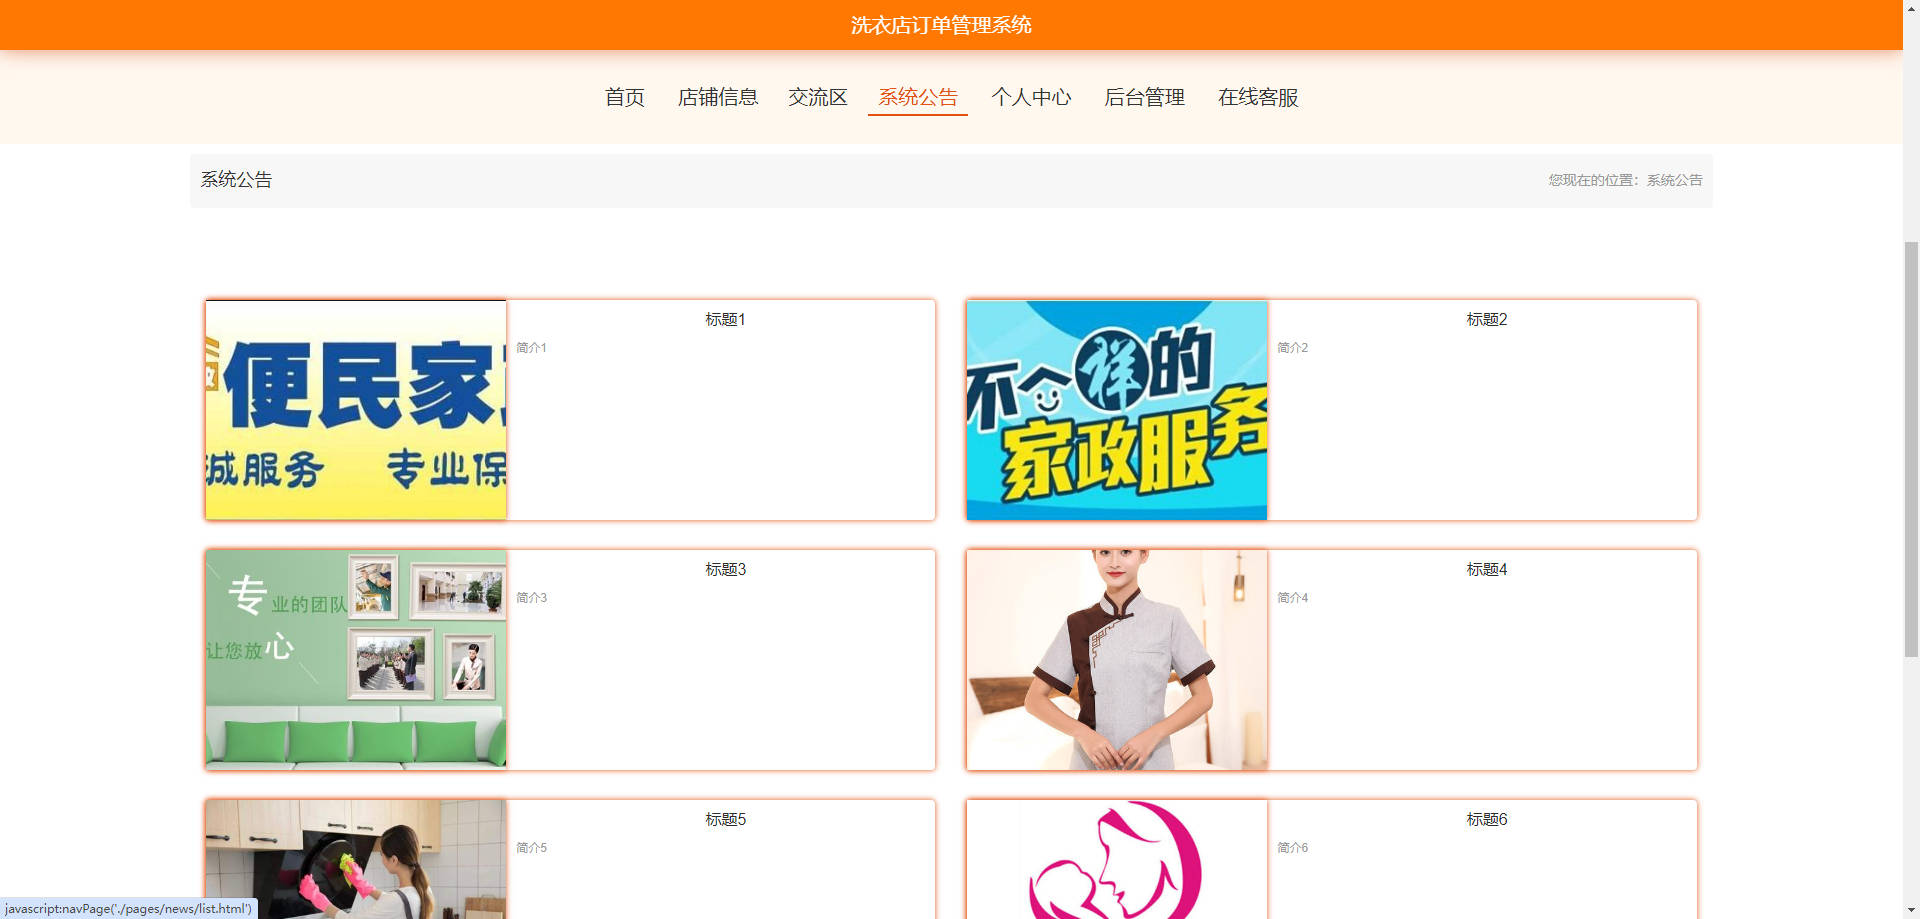 洗衣店订单管理系统
首页 店铺信息 交流区 系统公告 个人中心 后台管理 在线客服
系统公告
您现在的位置：系统公告
标题1
简介1
便民家
诚服务 专业保
标题2
简介2
不一样的
家政服务
标题3
简介3
专业的团队
让您放心
标题4
简介4
标题5
简介5
标题6
简介6
javascript:navPage('./pages/news/list.html')